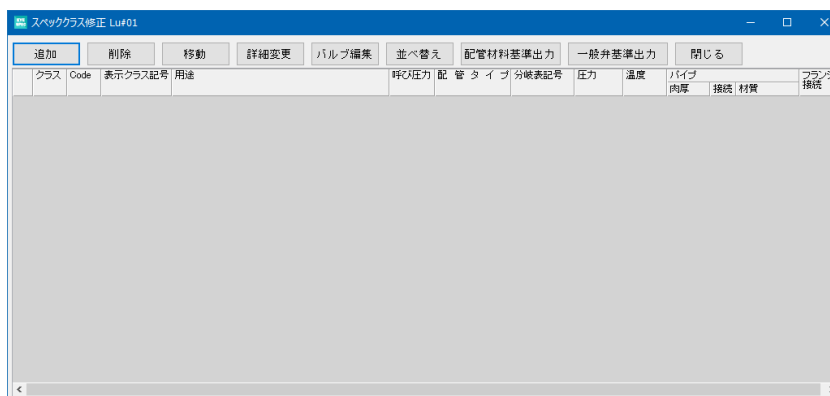 スペッククラス修正 Lu#01
追加 削除 移動 詳細変更 バルブ編集 並べ替え 配管材料基準出力 一般弁基準出力 閉じる
クラス Code 表示クラス記号 用途 呼び圧力 配管タイプ 分岐表記号 圧力 温度 パイプ フランジ
肉厚 接続 材質 接続